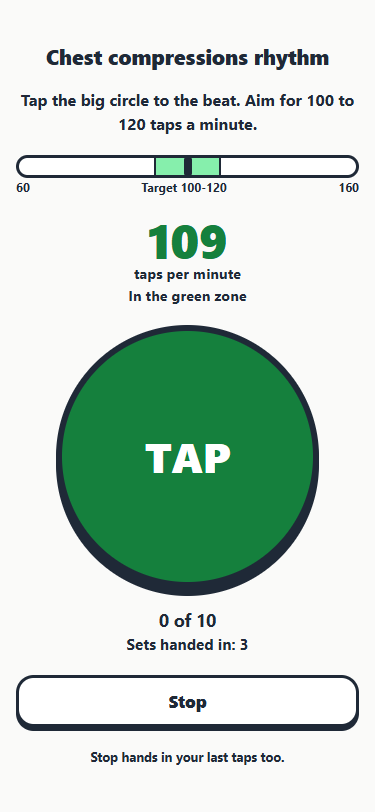 Chest compressions rhythm
Tap the big circle to the beat. Aim for 100 to
120 taps a minute.
60 Target 100-120 160
109
taps per minute
In the green zone
TAP
0 of 10
Sets handed in: 3
Stop
Stop hands in your last taps too.